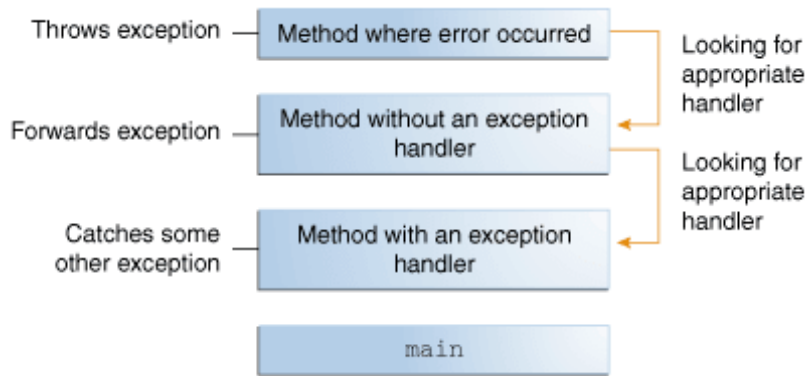 Throws exception
Method where error occurred
Looking for
appropriate
handler
Forwards exception
Method without an exception
handler
Looking for
appropriate
handler
Catches some
other exception
Method with an exception
handler
main